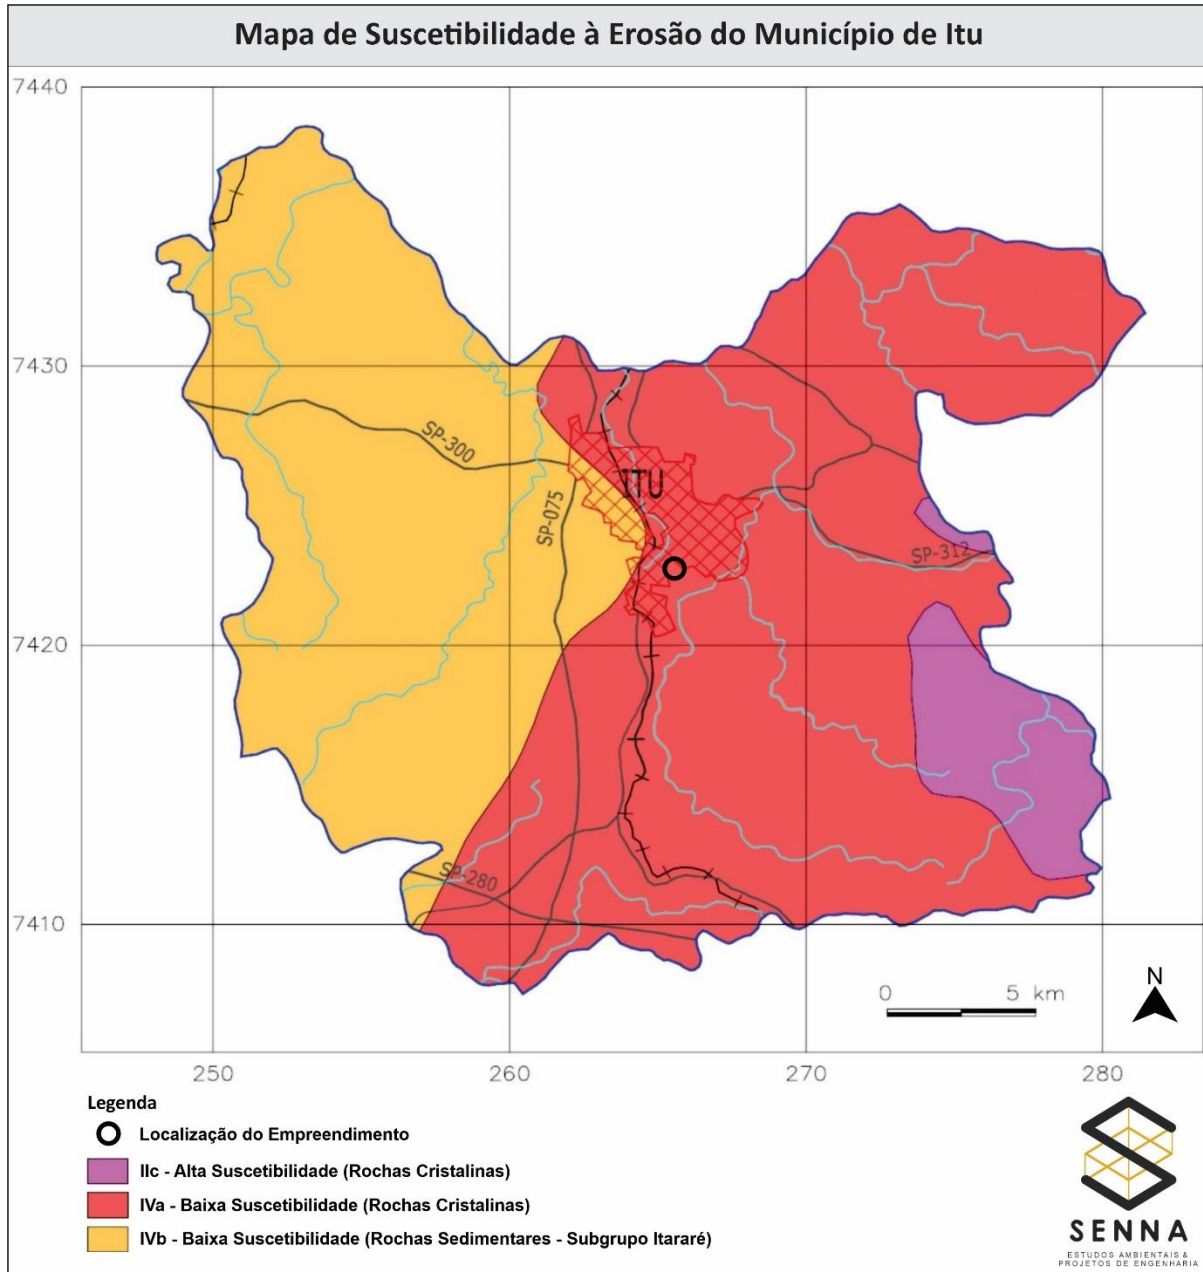 Mapa de Suscetibilidade à Erosão do Município de Itu
7440
7430
SP-300
ITU
SP-075
SP-312
7420
SP-280
7410
0 5 km
N
250 260 270 280
Legenda
Localização do Empreendimento
IIc - Alta Suscetibilidade (Rochas Cristalinas)
IVa - Baixa Suscetibilidade (Rochas Cristalinas)
IVb - Baixa Suscetibilidade (Rochas Sedimentares - Subgrupo Itararé)
SENNA
ESTUDOS AMBIENTAIS &
PROJETOS DE ENGENHARIA